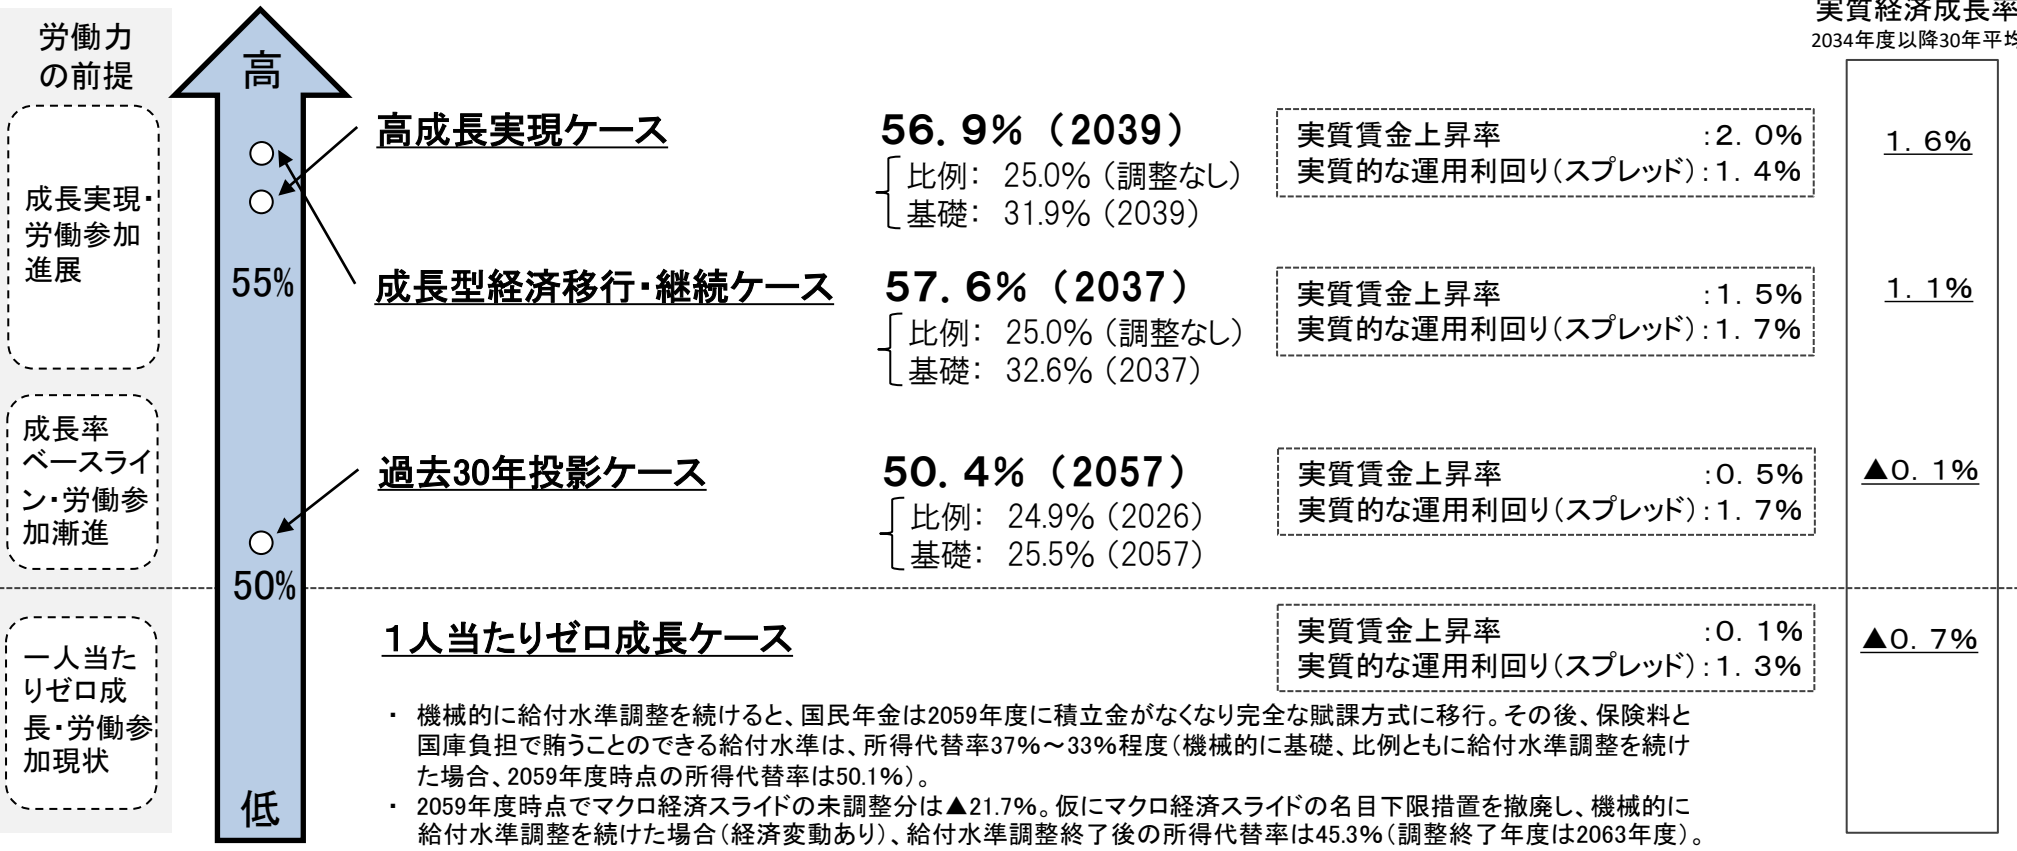 労働力
の前提
実質経済成長率
2034年度以降30年平均
高
成長実現・
労働参加
進展
高成長実現ケース
56.9%（2039）
比例: 25.0%（調整なし）
基礎: 31.9%（2039）
実質賃金上昇率 :2.0%
実質的な運用利回り（スプレッド）:1.4%
1.6%
55%
成長型経済移行・継続ケース
57.6%（2037）
比例: 25.0%（調整なし）
基礎: 32.6%（2037）
実質賃金上昇率 :1.5%
実質的な運用利回り（スプレッド）:1.7%
1.1%
成長率
ベースライ
ン・労働参
加漸進
過去30年投影ケース
50.4%（2057）
比例: 24.9%（2026）
基礎: 25.5%（2057）
実質賃金上昇率 :0.5%
実質的な運用利回り（スプレッド）:1.7%
▲0.1%
50%
一人当た
りゼロ成
長・労働参
加現状
1人当たりゼロ成長ケース
実質賃金上昇率 :0.1%
実質的な運用利回り（スプレッド）:1.3%
▲0.7%
・ 機械的に給付水準調整を続けると、国民年金は2059年度に積立金がなくなり完全な賦課方式に移行。その後、保険料と
国庫負担で賄うことのできる給付水準は、所得代替率37%～33%程度（機械的に基礎、比例ともに給付水準調整を続け
た場合、2059年度時点の所得代替率は50.1%）。
・ 2059年度時点でマクロ経済スライドの未調整分は▲21.7%。仮にマクロ経済スライドの名目下限措置を撤廃し、機械的に
給付水準調整を続けた場合（経済変動あり）、給付水準調整終了後の所得代替率は45.3%（調整終了年度は2063年度）。
低